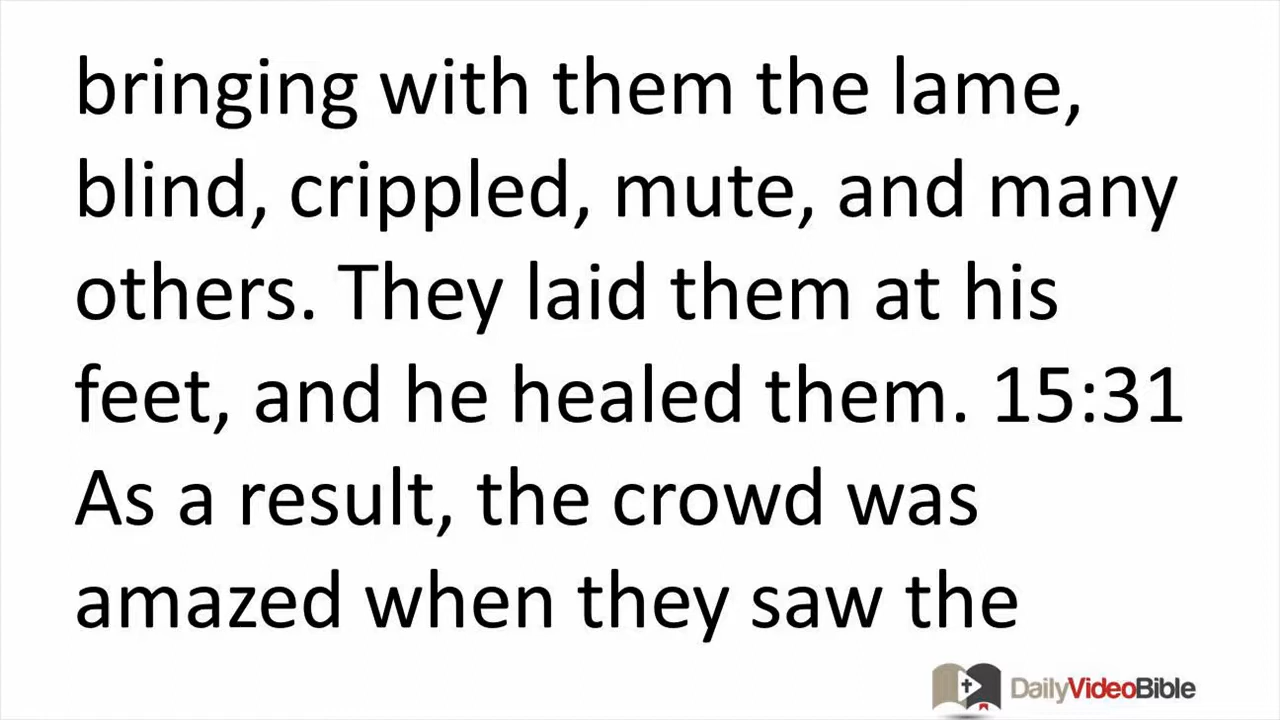 bringing with them the lame,
blind, crippled, mute, and many
others. They laid them at his
feet, and he healed them. 15:31
As a result, the crowd was
amazed when they saw the
DailyVideoBible